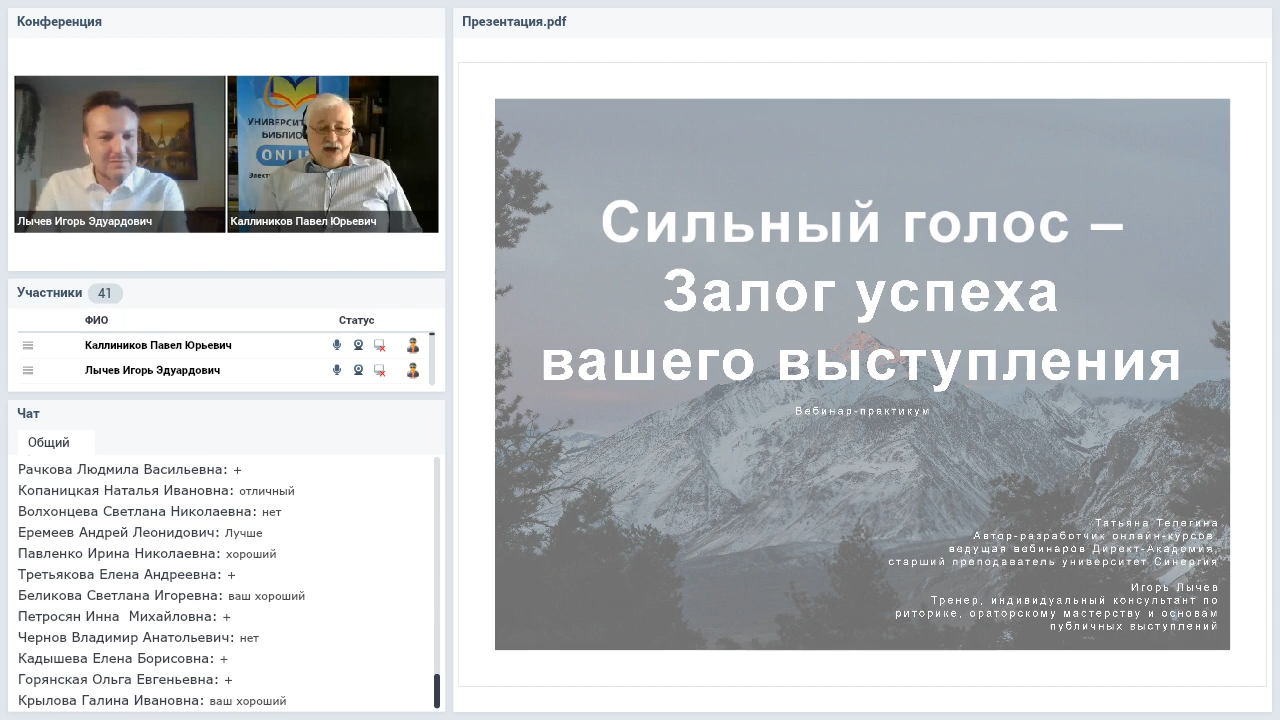 Конференция
УНИВЕРСИТ
БИБЛИО
ONLI
Элект
Лычев Игорь Эдуардович
Каллиников Павел Юрьевич
Участники 41
ФИО Статус
Каллиников Павел Юрьевич
Лычев Игорь Эдуардович
Чат
Общий
Рачкова Людмила Васильевна: +
Копаницкая Наталья Ивановна: отличный
Волхонцева Светлана Николаевна: нет
Еремеев Андрей Леонидович: Лучше
Павленко Ирина Николаевна: хороший
Третьякова Елена Андреевна: +
Беликова Светлана Игоревна: ваш хороший
Петросян Инна  Михайловна: +
Чернов Владимир Анатольевич: нет
Кадышева Елена Борисовна: +
Горянская Ольга Евгеньевна: +
Крылова Галина Ивановна: ваш хороший
Презентация.pdf
Сильный голос –
Залог успеха
вашего выступления
Вебинар-практикум
Татьяна Телегина
Автор-разработчик онлайн-курсов,
ведущая вебинаров Директ-Академия,
старший преподаватель университет Синергия
Игорь Лычев
Тренер, индивидуальный консультант по
риторике, ораторскому мастерству и основам
публичных выступлений